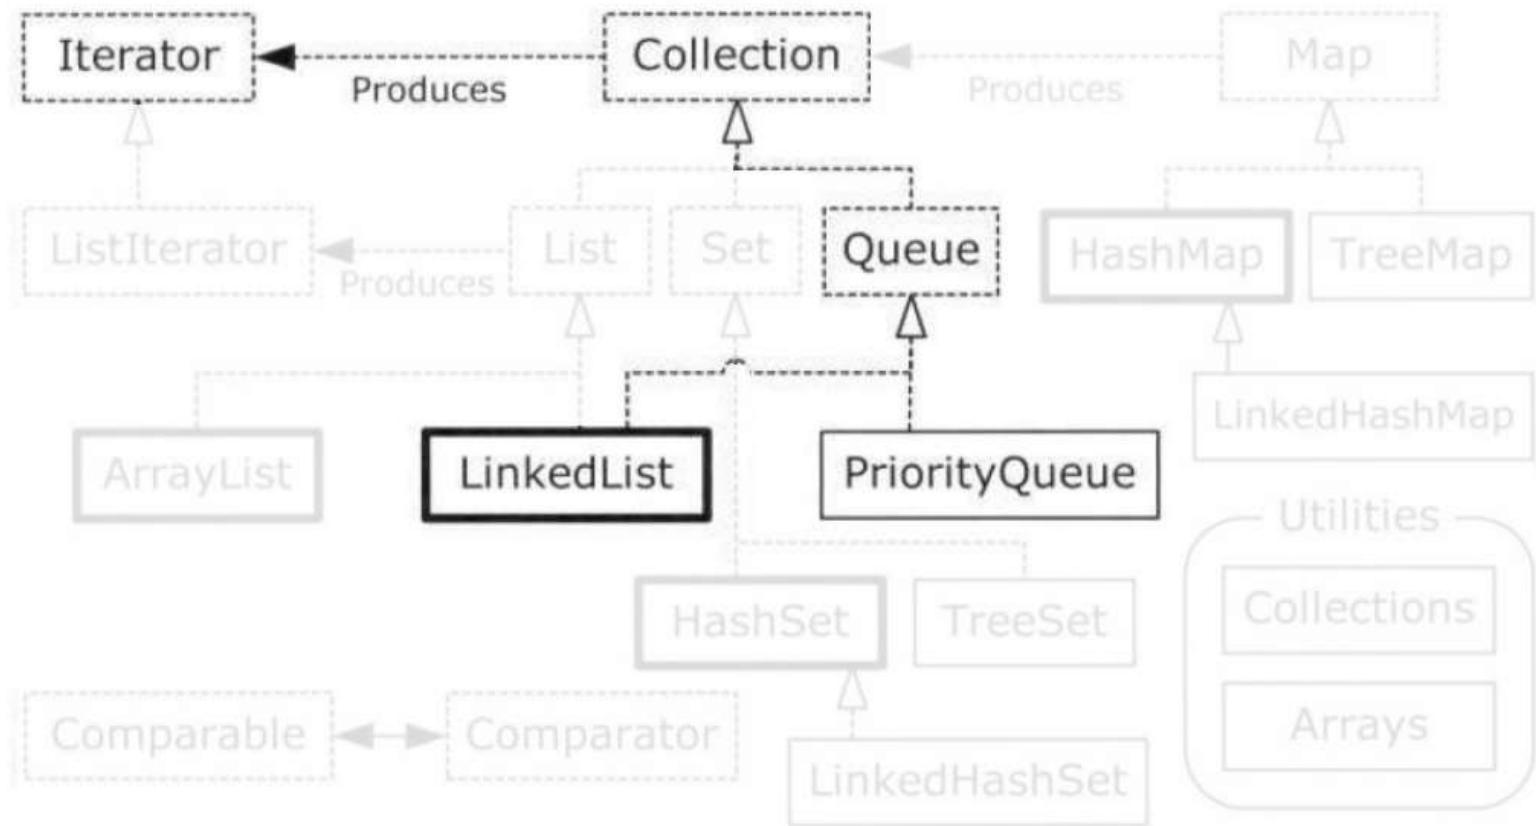 Iterator
Collection
Map
Produces
Produces
ListIterator
List
Set
Queue
HashMap
TreeMap
Produces
ArrayList
LinkedList
PriorityQueue
LinkedHashMap
Utilities
HashSet
TreeSet
Collections
Comparable
Comparator
Arrays
LinkedHashSet